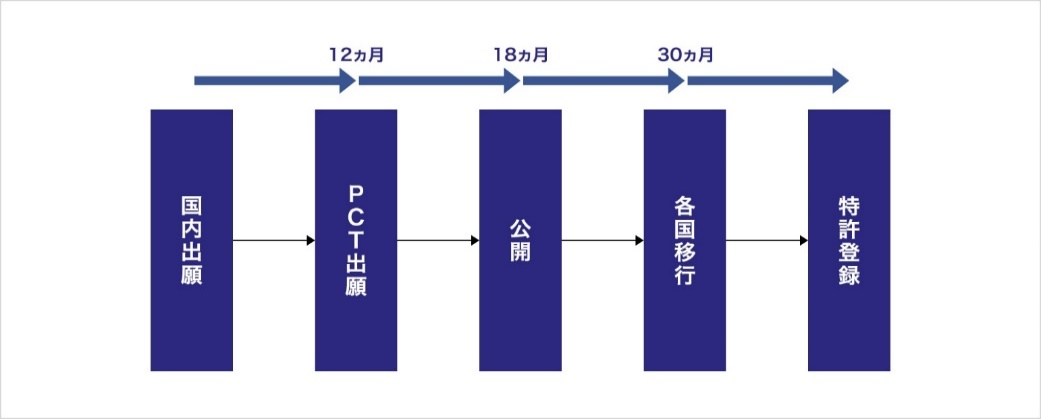 12ヵ月
18ヵ月
30ヵ月
国内出願
PCT出願
公開
各国移行
特許登録